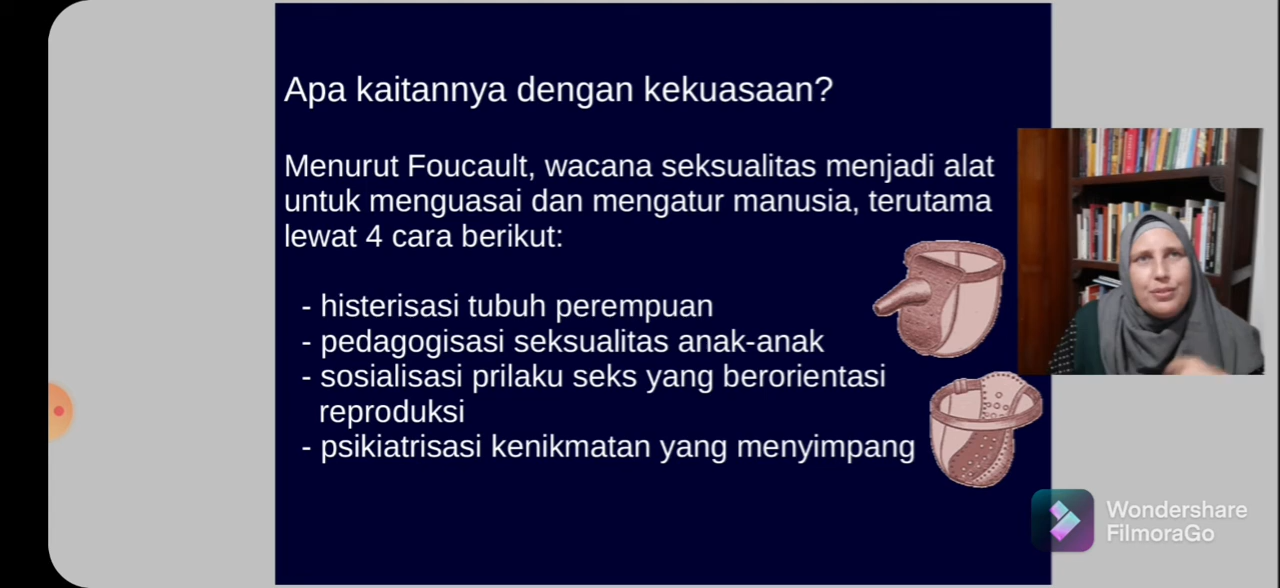 Apa kaitannya dengan kekuasaan?
Menurut Foucault, wacana seksualitas menjadi alat
untuk menguasai dan mengatur manusia, terutama
lewat 4 cara berikut:
- histerisasi tubuh perempuan
- pedagogisasi seksualitas anak-anak
- sosialisasi prilaku seks yang berorientasi
reproduksi
- psikiatrisasi kenikmatan yang menyimpang
Wondershare
FilmoraGo